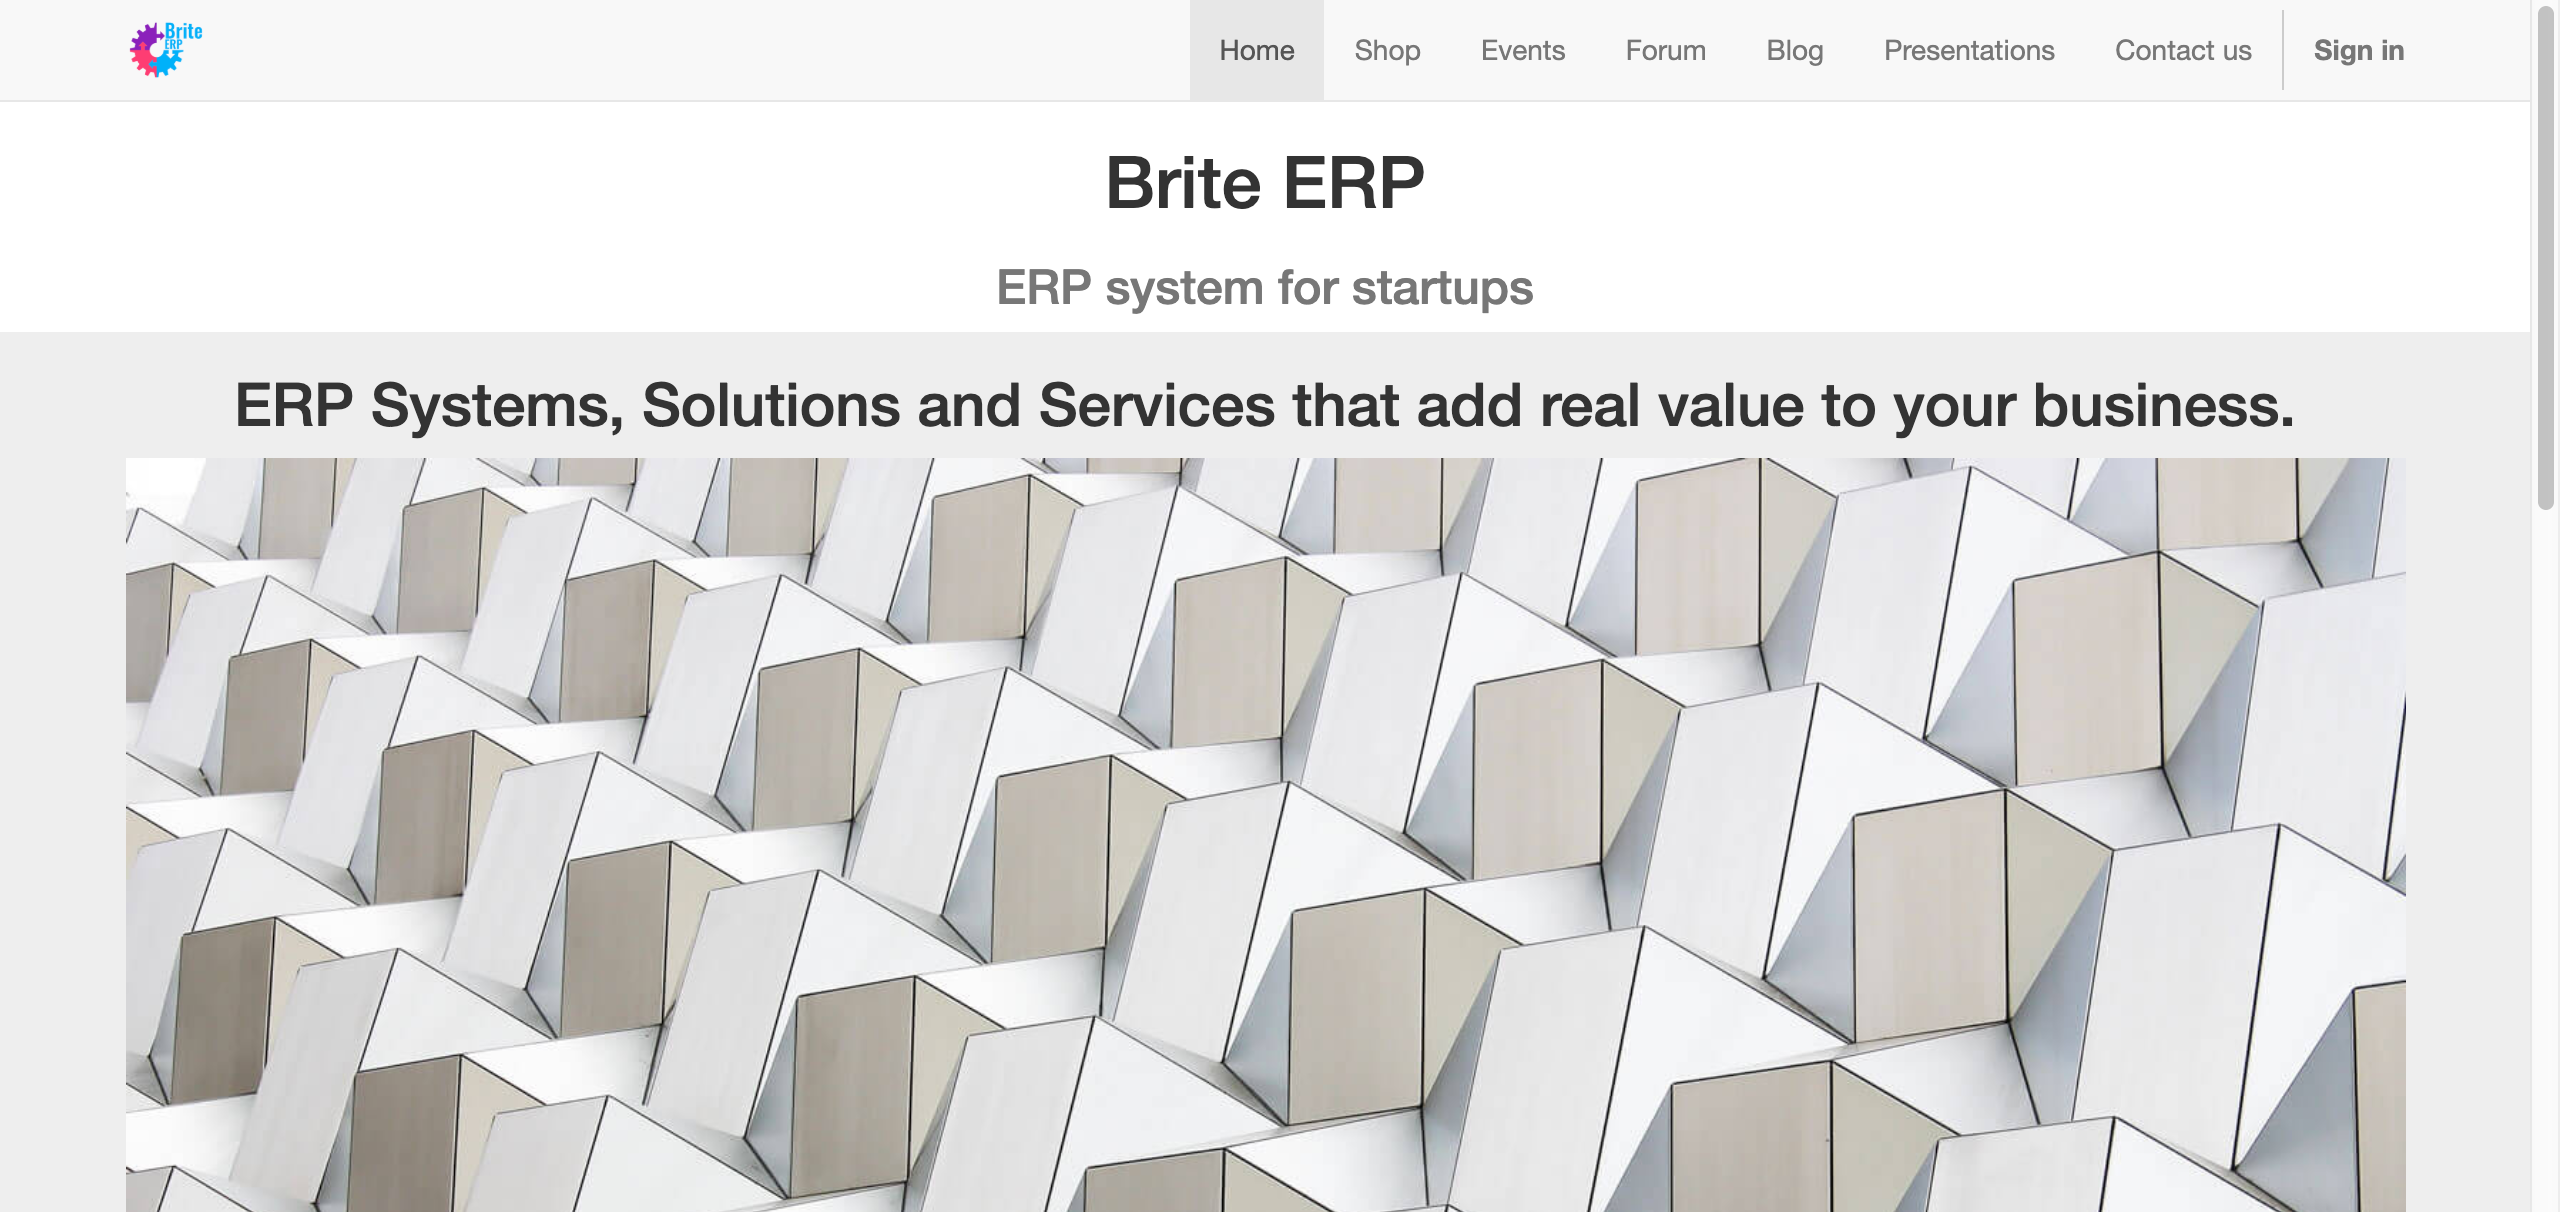 Brite
ERP
Home Shop Events Forum Blog Presentations Contact us Sign in
Brite ERP
ERP system for startups
ERP Systems, Solutions and Services that add real value to your business.